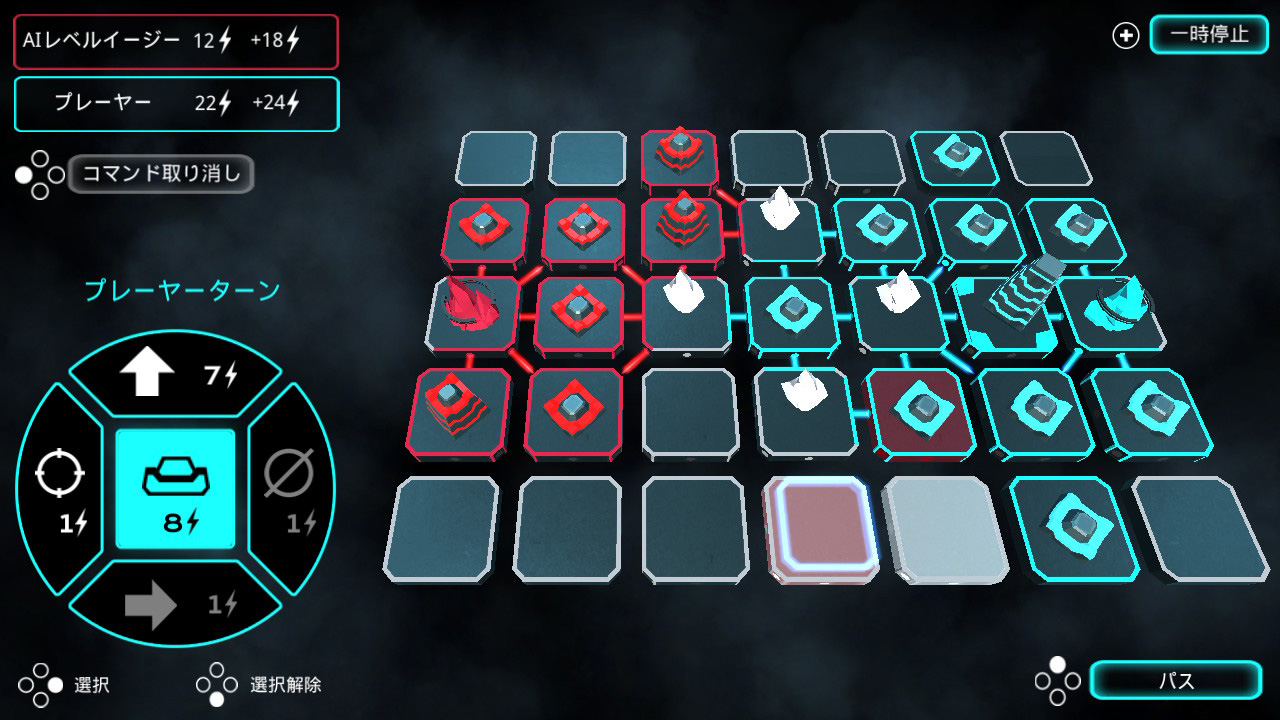 AIレベルイージー 12 +18
プレーヤー 22 +24
一時停止
コマンド取り消し
プレーヤーターン
7
1
8
1
1
選択
選択解除
パス